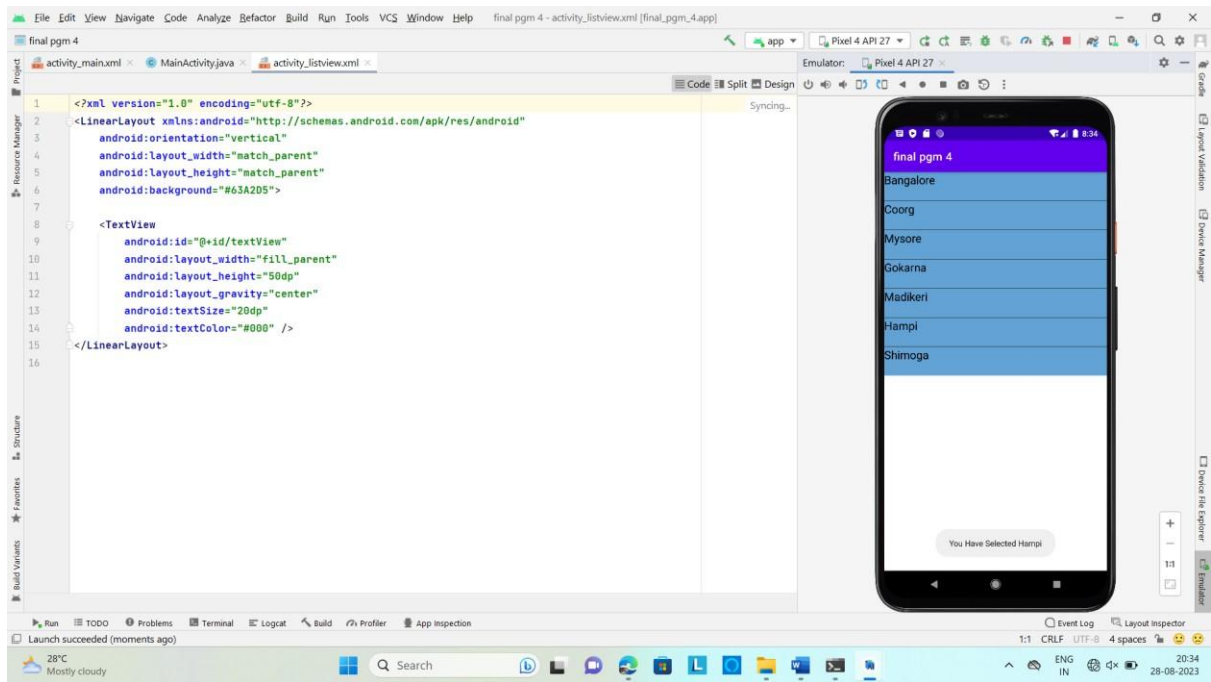 File Edit View Navigate Code Analyze Refactor Build Run Tools VCS Window Help final pgm 4 - activity_listview.xml [final_pgm_4.app]
final pgm 4
app
Pixel 4 API 27
activity_main.xml
MainActivity.java
activity_listview.xml
Emulator: Pixel 4 API 27
Code Split Design
Syncing...
1 <?xml version="1.0" encoding="utf-8"?>
2 <LinearLayout xmlns:android="http://schemas.android.com/apk/res/android"
3 android:orientation="vertical"
4 android:layout_width="match_parent"
5 android:layout_height="match_parent"
6 android:background="#63A2D5">
7
8 <TextView
9 android:id="@+id/textView"
10 android:layout_width="fill_parent"
11 android:layout_height="50dp"
12 android:layout_gravity="center"
13 android:textSize="20dp"
14 android:textColor="#000" />
15 </LinearLayout>
16
Project
Resource Manager
Structure
Favorites
Build Variants
8:34
final pgm 4
Bangalore
Coorg
Mysore
Gokarna
Madikeri
Hampi
Shimoga
You Have Selected Hampi
1:1
Gradle
Layout Validation
Device Manager
Device File Explorer
Emulator
Run TODO Problems Terminal Logcat Build Profiler App Inspection
Event Log Layout Inspector
Launch succeeded (moments ago)
1:1 CRLF UTF-8 4 spaces
28°C
Mostly cloudy
Search
ENG
IN
20:34
28-08-2023